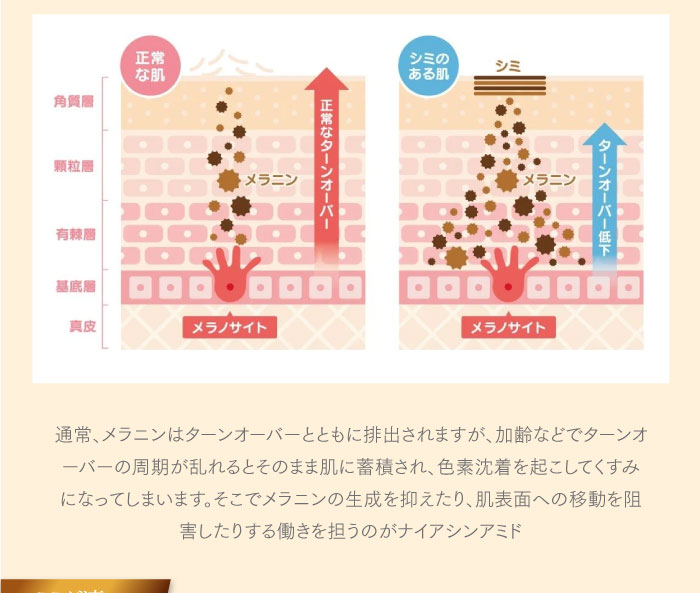 正常
な肌
シミの
ある肌
シミ
角質層
顆粒層
有棘層
基底層
真皮
メラニン
正常なターンオーバー
メラノサイト
メラニン
ターンオーバー低下
メラノサイト
通常、メラニンはターンオーバーとともに排出されますが、加齢などでターンオ
ーバーの周期が乱れるとそのまま肌に蓄積され、色素沈着を起こしてくすみ
になってしまいます。そこでメラニンの生成を抑えたり、肌表面への移動を阻
害したりする働きを担うのがナイアシンアミド